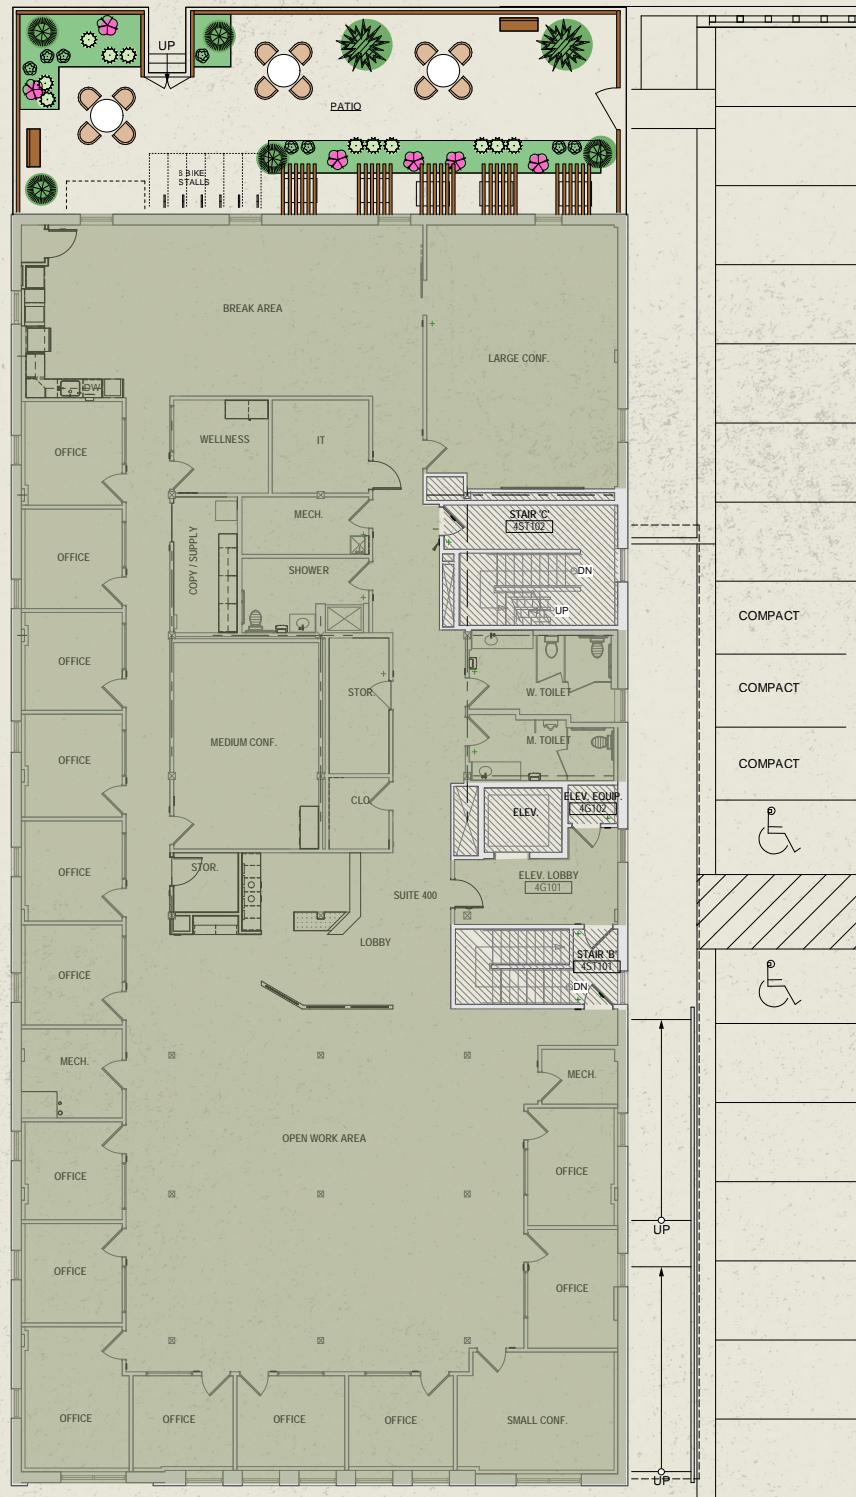 UP
PATIO
8 BIKE
STALLS
BREAK AREA
LARGE CONF.
DW
OFFICE
WELLNESS
IT
MECH.
STAIR 'C'
4ST102
OFFICE
COPY / SUPPLY
SHOWER
DN
UP
COMPACT
OFFICE
STOR.
W. TOILET
COMPACT
OFFICE
MEDIUM CONF.
M. TOILET
COMPACT
CLO.
ELEV.
ELEV. EQUIP.
4G102
OFFICE
STOR.
SUITE 400
ELEV. LOBBY
4G101
LOBBY
OFFICE
STAIR 'B'
4ST101
DN
MECH.
MECH.
OPEN WORK AREA
OFFICE
OFFICE
UP
OFFICE
OFFICE
OFFICE
OFFICE
OFFICE
OFFICE
SMALL CONF.
UP